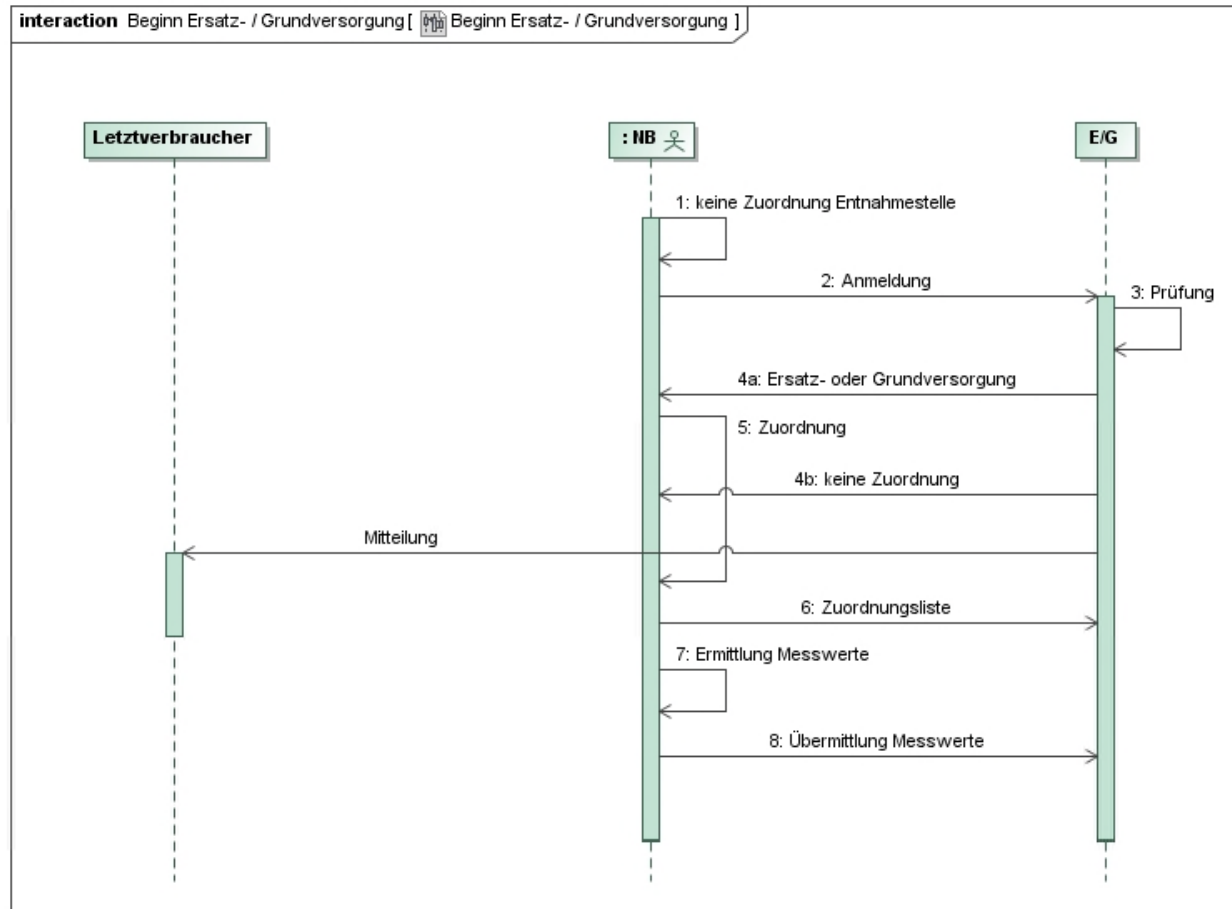 interaction Beginn Ersatz- / Grundversorgung [ Beginn Ersatz- / Grundversorgung ]
Letztverbraucher
: NB
E/G
1: keine Zuordnung Entnahmestelle
2: Anmeldung
3: Prüfung
4a: Ersatz- oder Grundversorgung
5: Zuordnung
4b: keine Zuordnung
Mitteilung
6: Zuordnungsliste
7: Ermittlung Messwerte
8: Übermittlung Messwerte